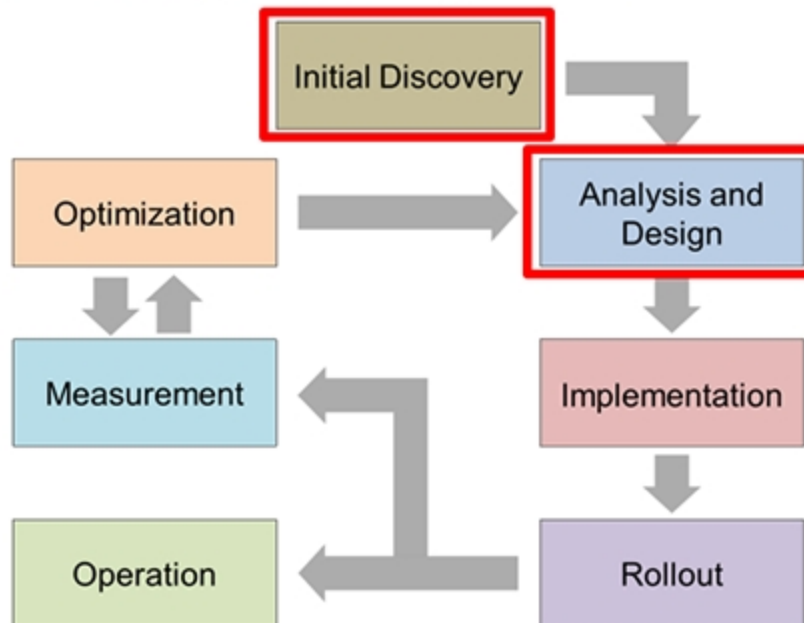 Initial Discovery
Optimization
Analysis and
Design
Measurement
Implementation
Operation
Rollout